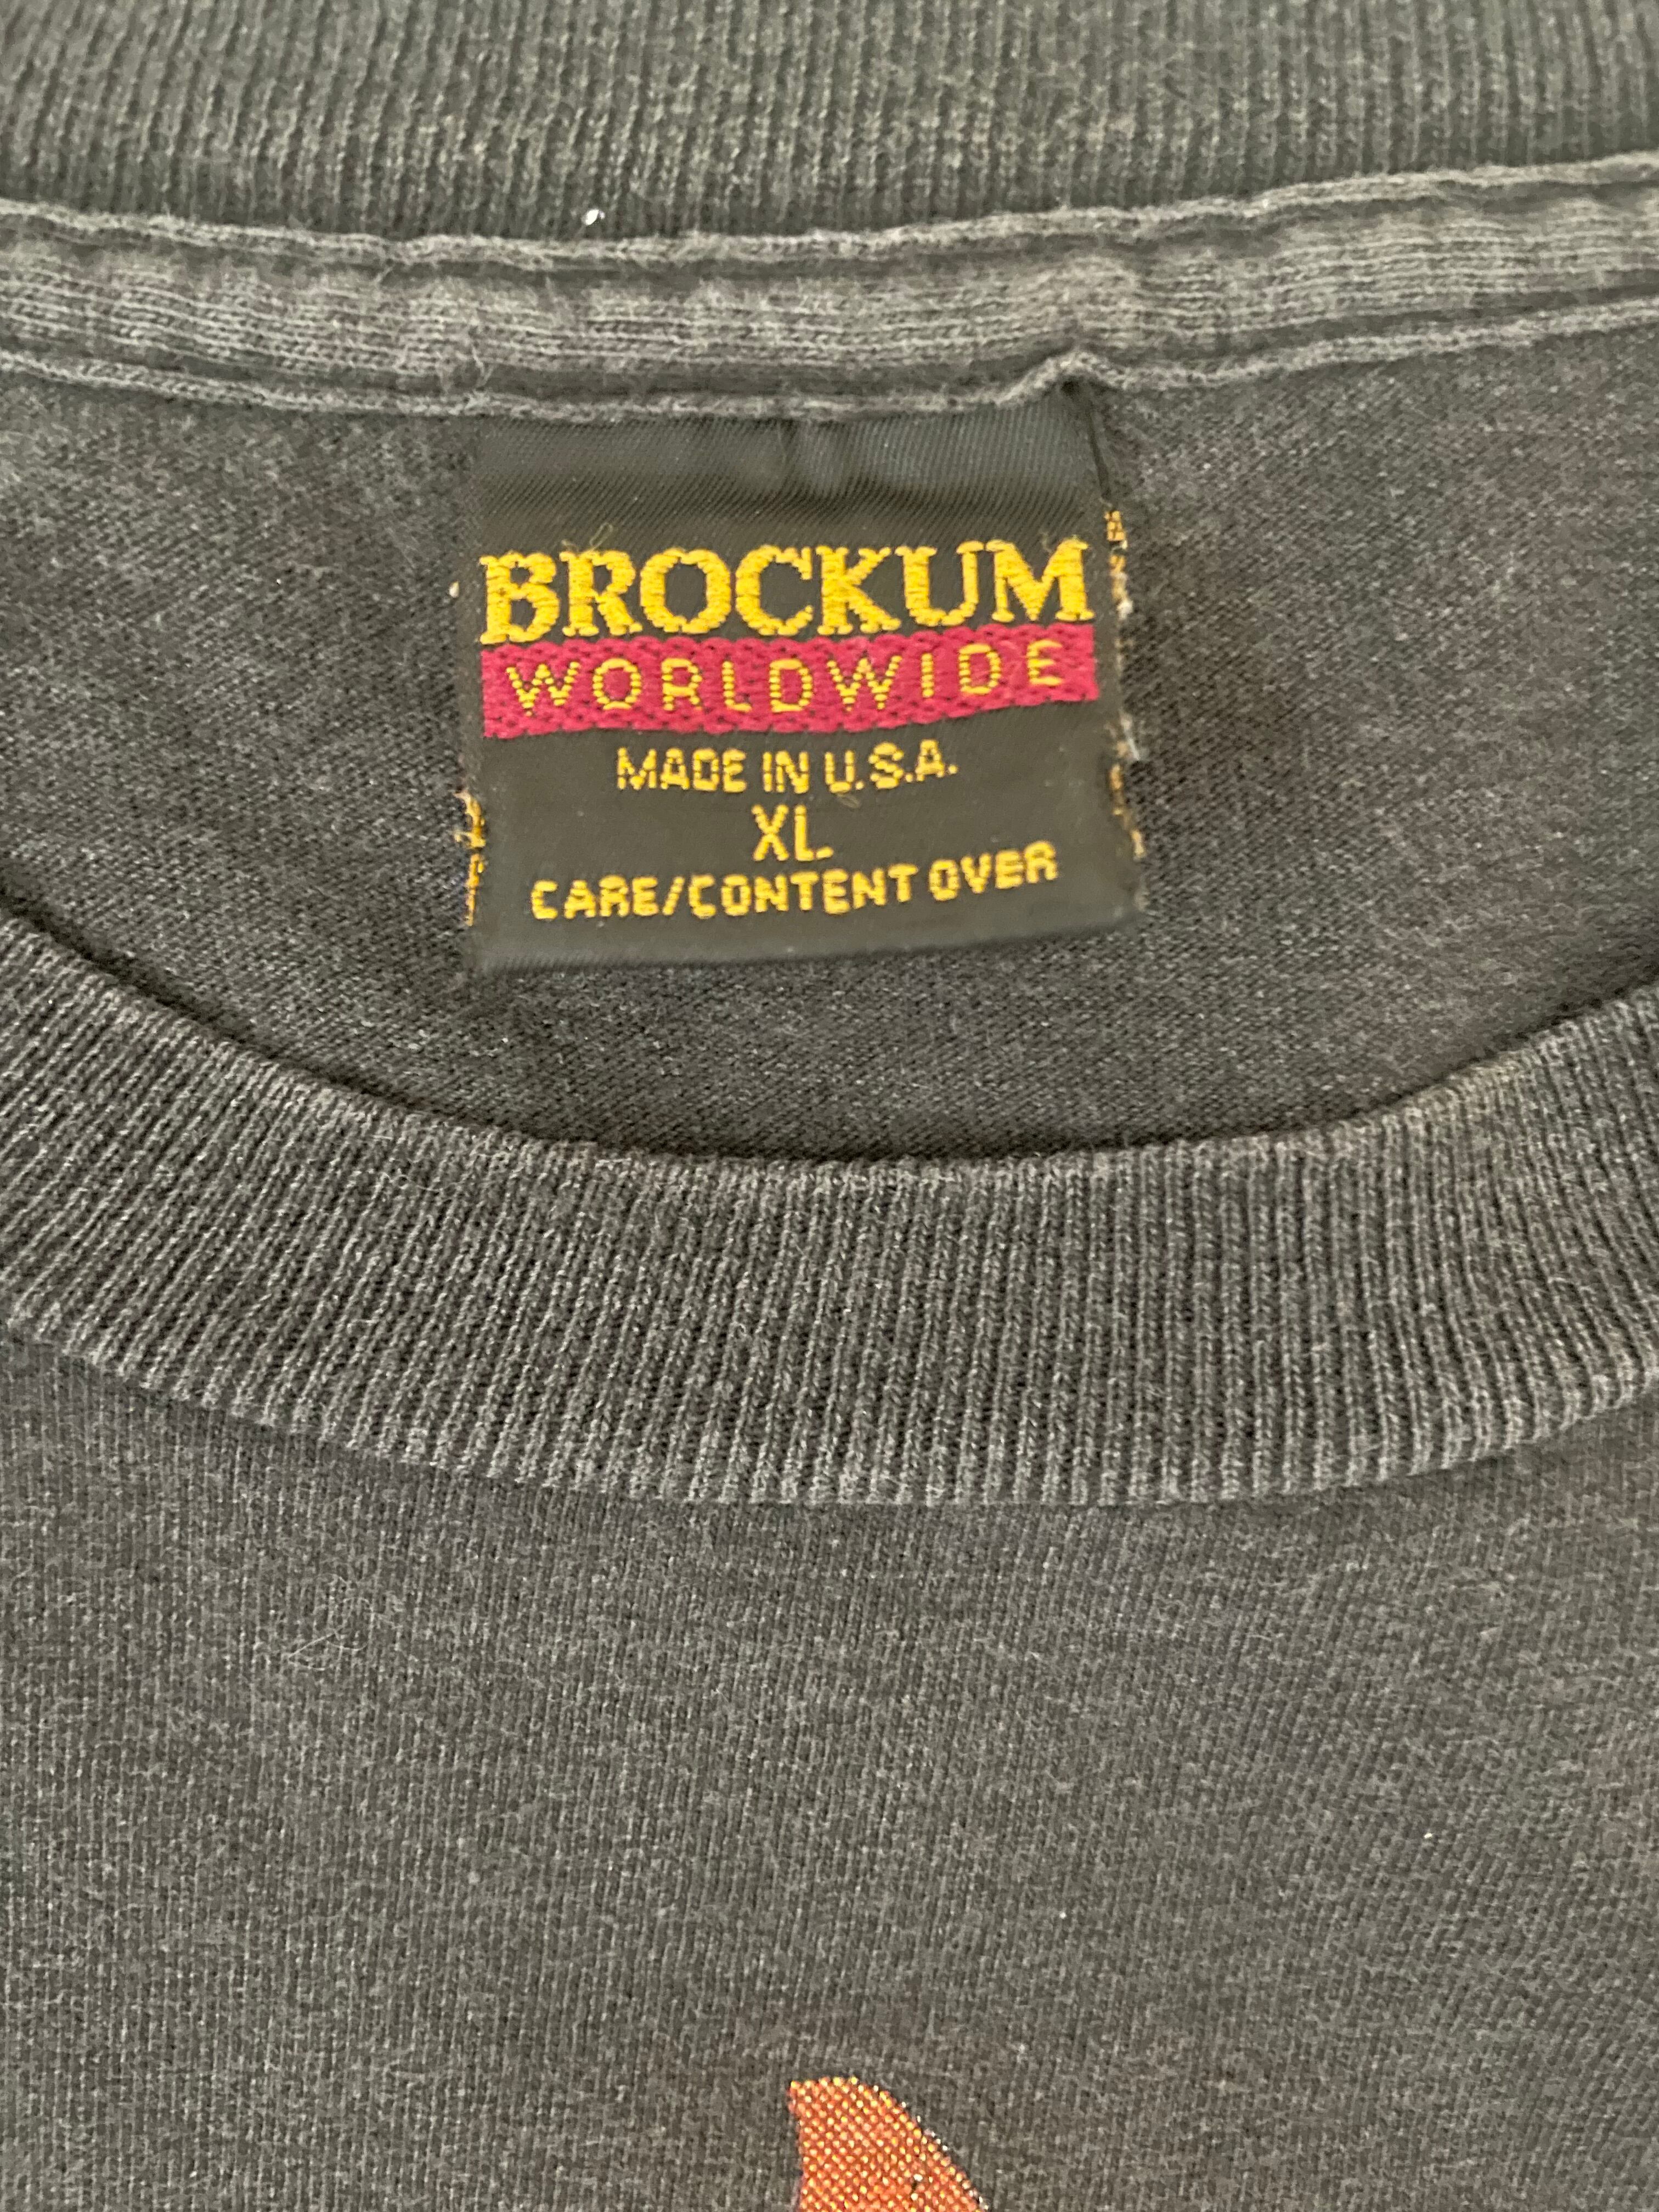 BROCKUM
WORLDWIDE
MADE IN U.S.A.
XL
CARE/CONTENT OVER